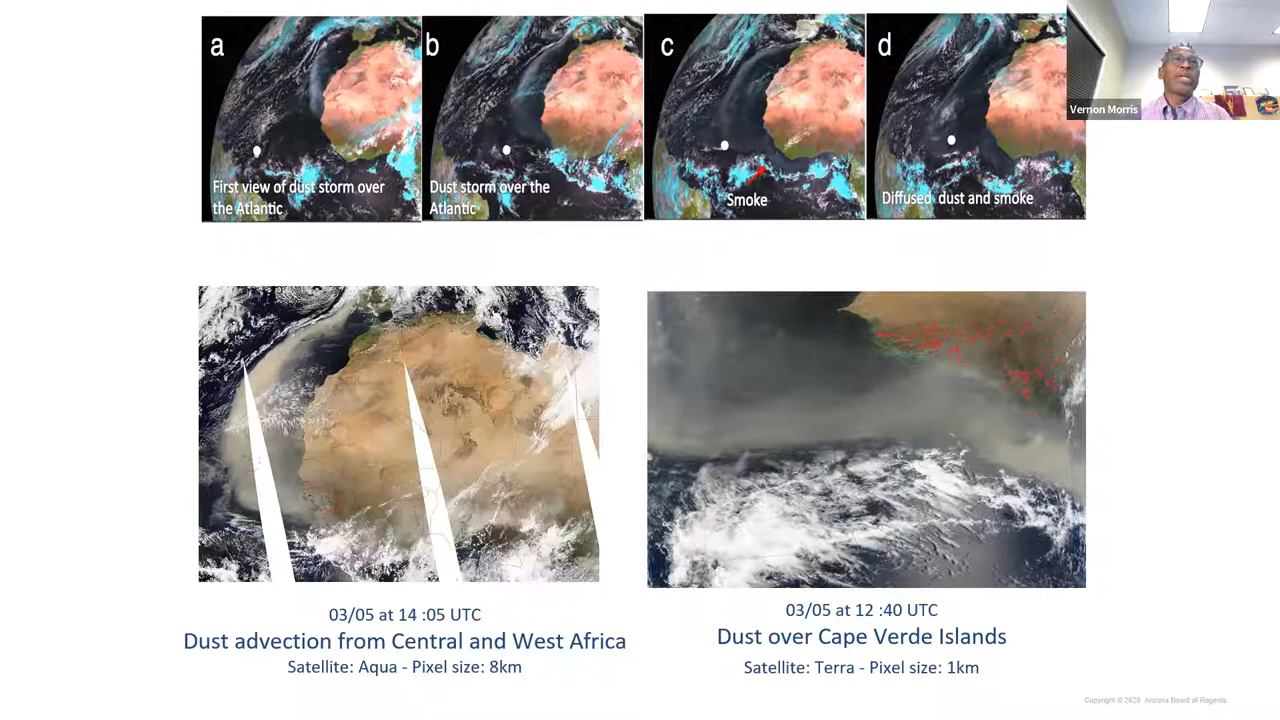 a
b
c
d
Vernon Morris
First view of dust storm over
the Atlantic
Dust storm over the
Atlantic
Smoke
Diffused dust and smoke
03/05 at 14 :05 UTC
Dust advection from Central and West Africa
Satellite: Aqua - Pixel size: 8km
03/05 at 12 :40 UTC
Dust over Cape Verde Islands
Satellite: Terra - Pixel size: 1km
Copyright © 2020 Arizona Board of Regents.